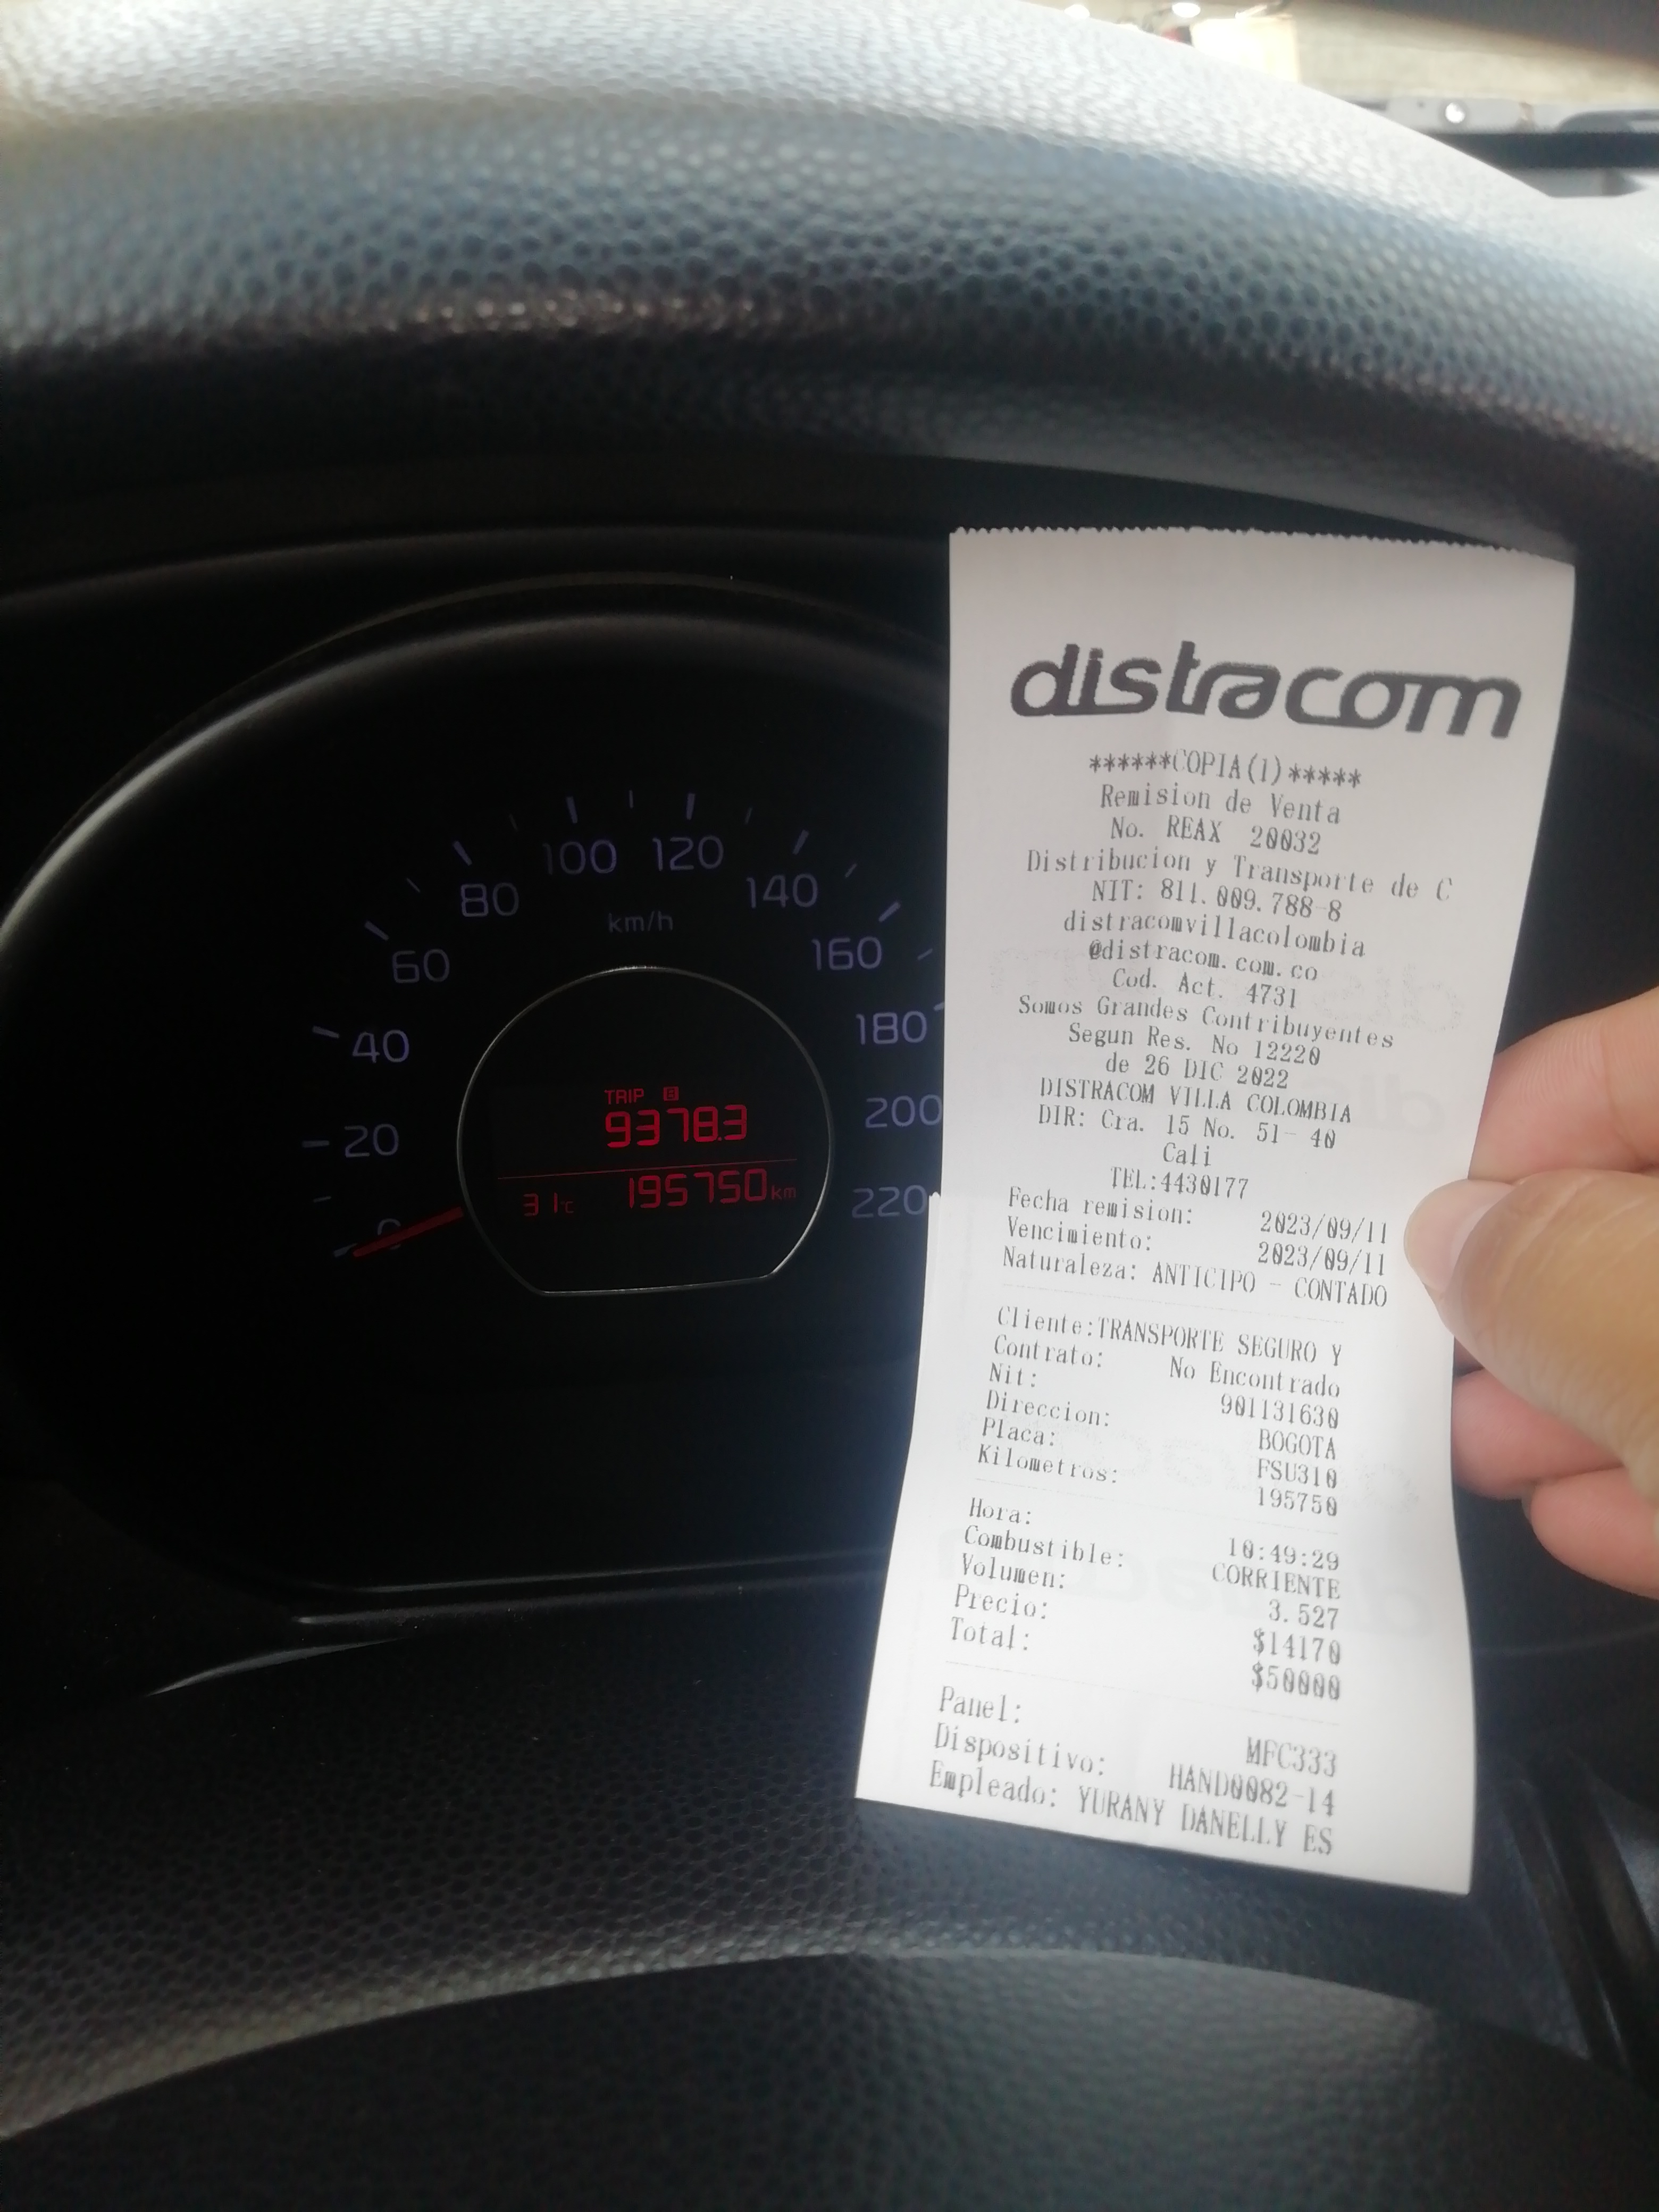 100
120
80
140
km/h
60
160
180
40
TRIP B
9378.3
200
20
31°C
195750 km
220
0
distracom
******COPIA(1)*****
Remision de Venta
No. REAX 20032
Distribucion y Transporte de C
NIT: 811.009.788-8
distracomvillacolombia
@distracom.com.co
Cod. Act. 4731
Somos Grandes Contribuyentes
Segun Res. No 12220
de 26 DIC 2022
DISTRACOM VILLA COLOMBIA
DIR: Cra. 15 No. 51- 40
Cali
TEL:4430177
Fecha remision: 2023/09/11
Vencimiento: 2023/09/11
Naturaleza: ANTICIPO - CONTADO
Cliente:TRANSPORTE SEGURO Y
Contrato: No Encontrado
Nit: 901131630
Direccion: BOGOTA
Placa: FSU310
Kilometros: 195750
Hora: 10:49:29
Combustible: CORRIENTE
Volumen: 3.527
Precio: $14170
Total: $50000
Panel: MFC333
Dispositivo: HAND0082-14
Empleado: YURANY DANELLY ES